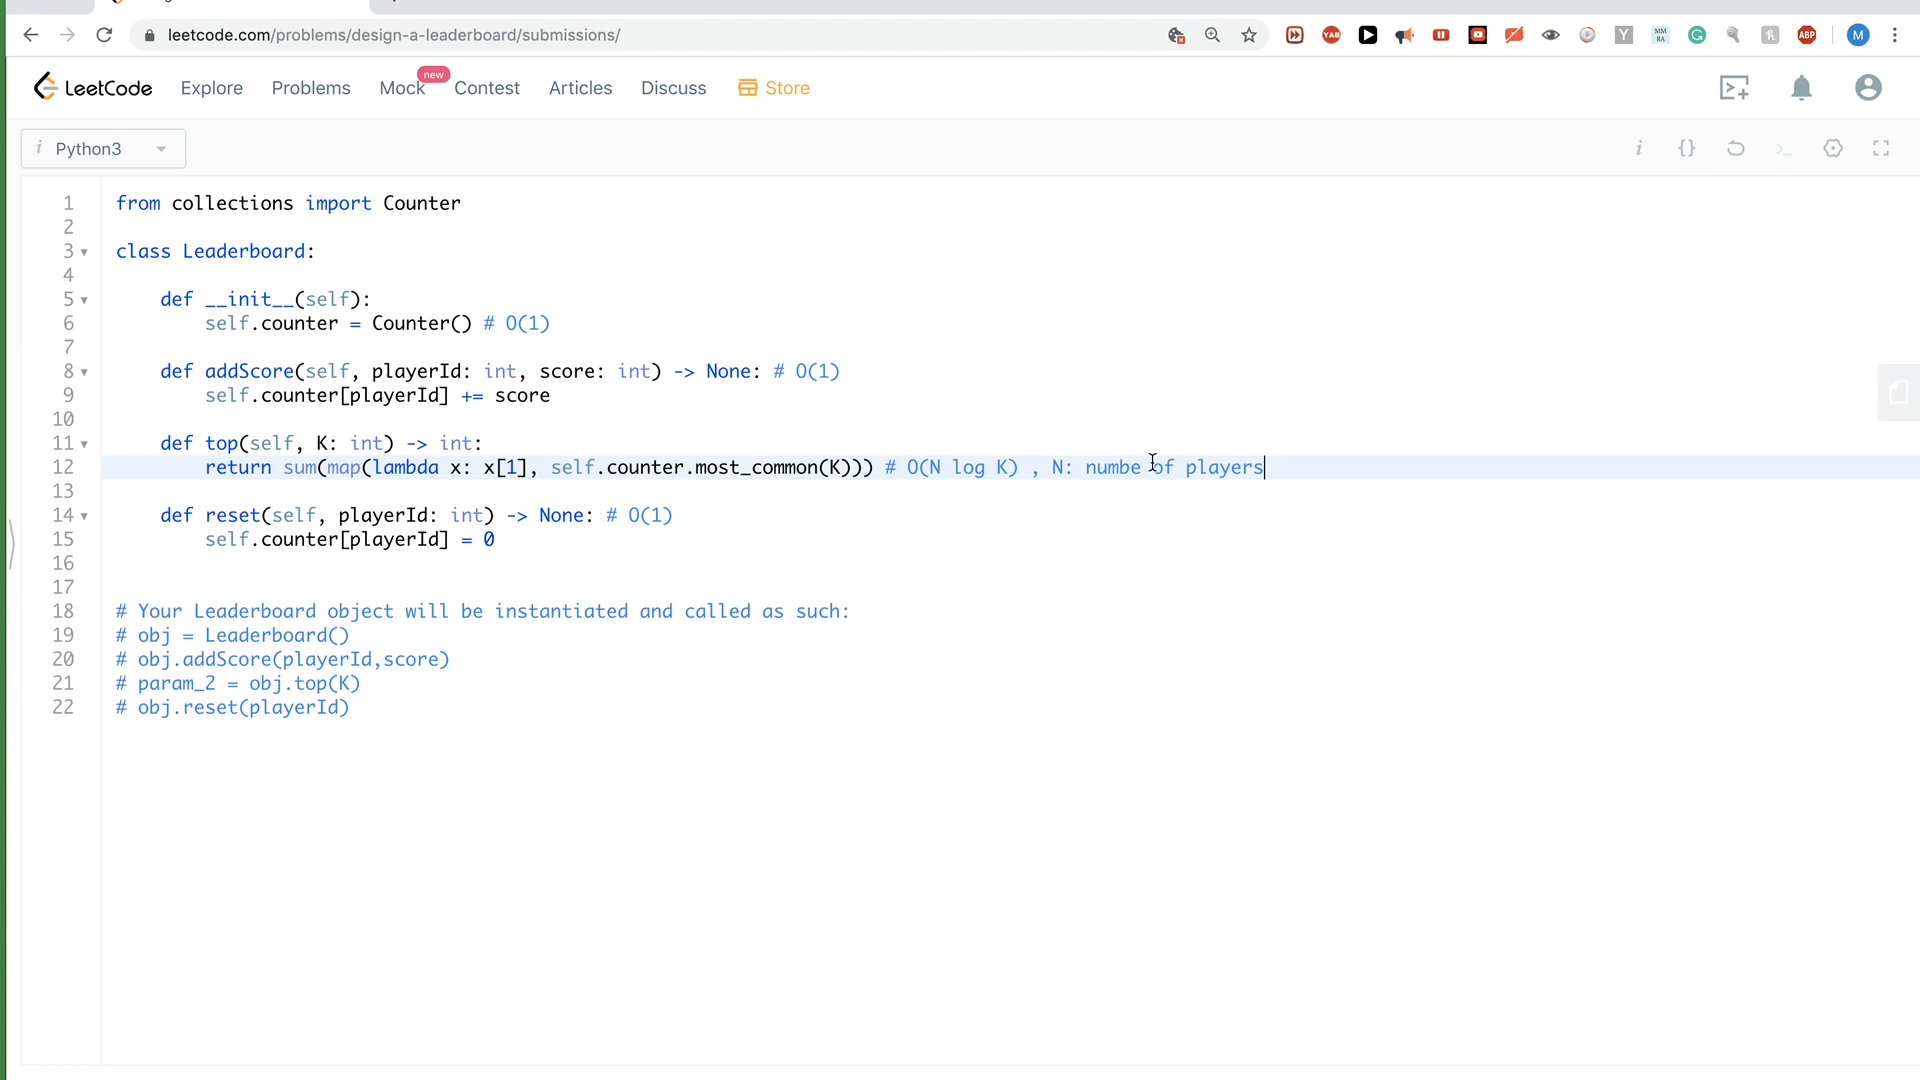 leetcode.com/problems/design-a-leaderboard/submissions/
YAB
Y
MM
RA
ABP
M
LeetCode Explore Problems Mock new Contest Articles Discuss Store
i Python3
i {} >_
1 from collections import Counter
2
3 class Leaderboard:
4
5 def __init__(self):
6 self.counter = Counter() # O(1)
7
8 def addScore(self, playerId: int, score: int) -> None: # O(1)
9 self.counter[playerId] += score
10
11 def top(self, K: int) -> int:
12 return sum(map(lambda x: x[1], self.counter.most_common(K))) # O(N log K) , N: numbe of players
13
14 def reset(self, playerId: int) -> None: # O(1)
15 self.counter[playerId] = 0
16
17
18 # Your Leaderboard object will be instantiated and called as such:
19 # obj = Leaderboard()
20 # obj.addScore(playerId,score)
21 # param_2 = obj.top(K)
22 # obj.reset(playerId)